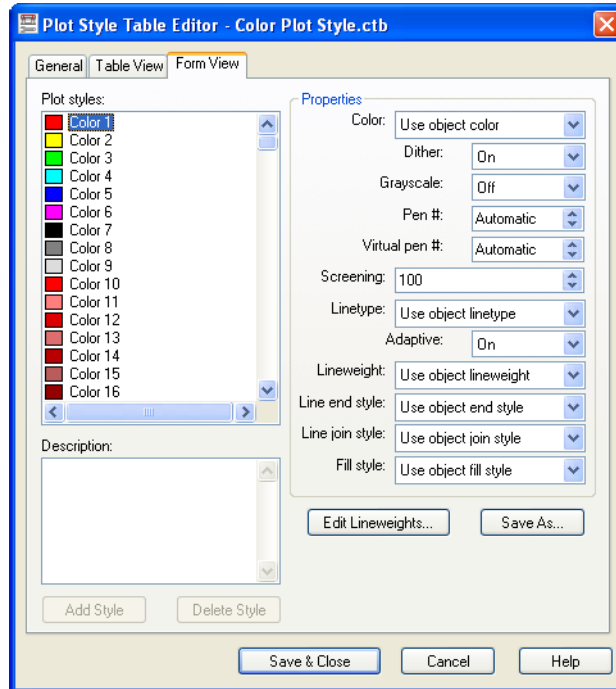 Plot Style Table Editor - Color Plot Style.ctb
General Table View Form View
Plot styles:
Color 1
Color 2
Color 3
Color 4
Color 5
Color 6
Color 7
Color 8
Color 9
Color 10
Color 11
Color 12
Color 13
Color 14
Color 15
Color 16
Description:
Add Style Delete Style
Properties
Color: Use object color
Dither: On
Grayscale: Off
Pen #: Automatic
Virtual pen #: Automatic
Screening: 100
Linetype: Use object linetype
Adaptive: On
Lineweight: Use object lineweight
Line end style: Use object end style
Line join style: Use object join style
Fill style: Use object fill style
Edit Lineweights... Save As...
Save & Close Cancel Help